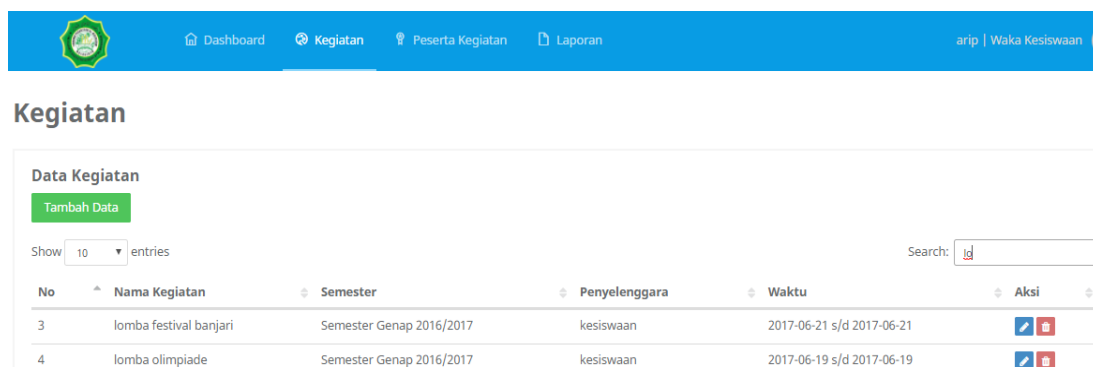 Dashboard Kegiatan Peserta Kegiatan Laporan arip | Waka Kesiswaan
Kegiatan
Data Kegiatan
Tambah Data
Show 10 entries Search: lo
No Nama Kegiatan Semester Penyelenggara Waktu Aksi
3 lomba festival banjari Semester Genap 2016/2017 kesiswaan 2017-06-21 s/d 2017-06-21
4 lomba olimpiade Semester Genap 2016/2017 kesiswaan 2017-06-19 s/d 2017-06-19